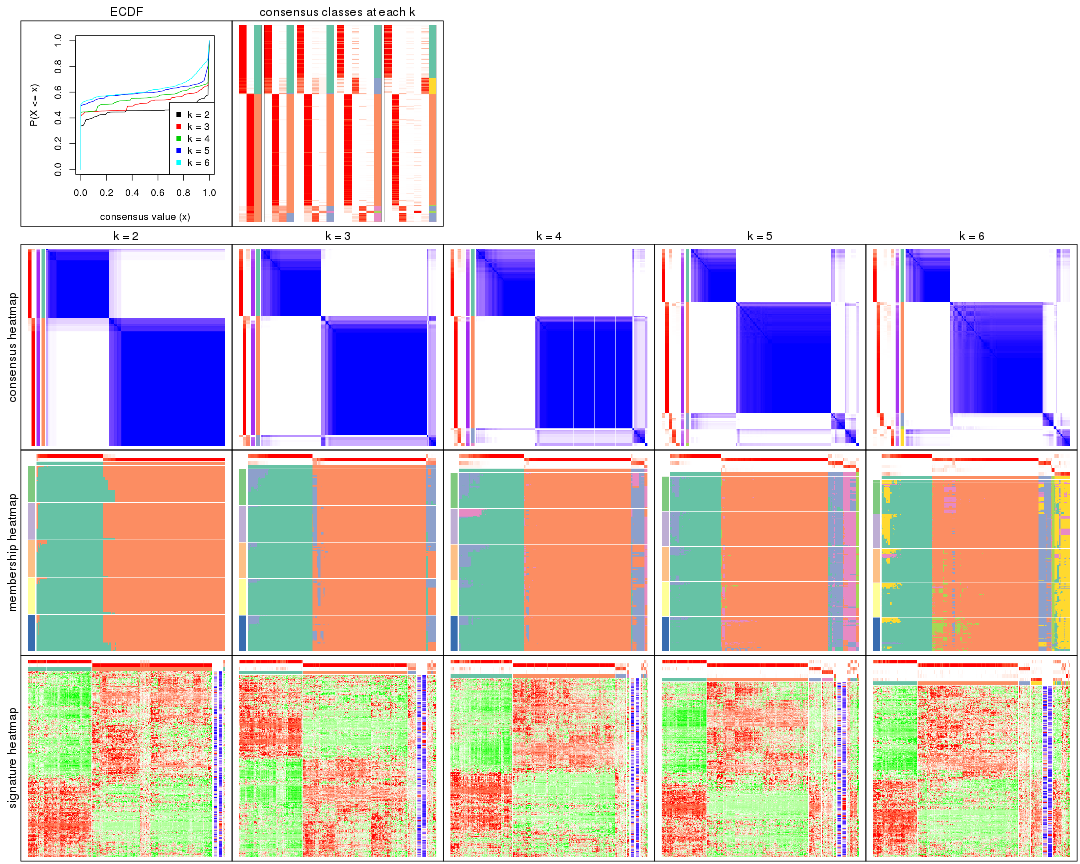 ECDF
consensus classes at each k
P(X <= x)
0.0 0.2 0.4 0.6 0.8 1.0
k = 2
k = 3
k = 4
k = 5
k = 6
0.0 0.2 0.4 0.6 0.8 1.0
consensus value (x)
k = 2
k = 3
k = 4
k = 5
k = 6
consensus heatmap
membership heatmap
signature heatmap